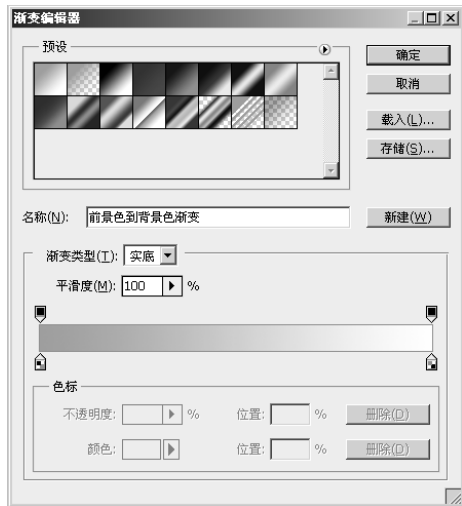 渐变编辑器
预设
确定
取消
载入(L)...
存储(S)...
名称(N): 前景色到背景色渐变 新建(W)
渐变类型(T): 实底
平滑度(M): 100 %
色标
不透明度: % 位置: % 删除(D)
颜色: 位置: % 删除(D)